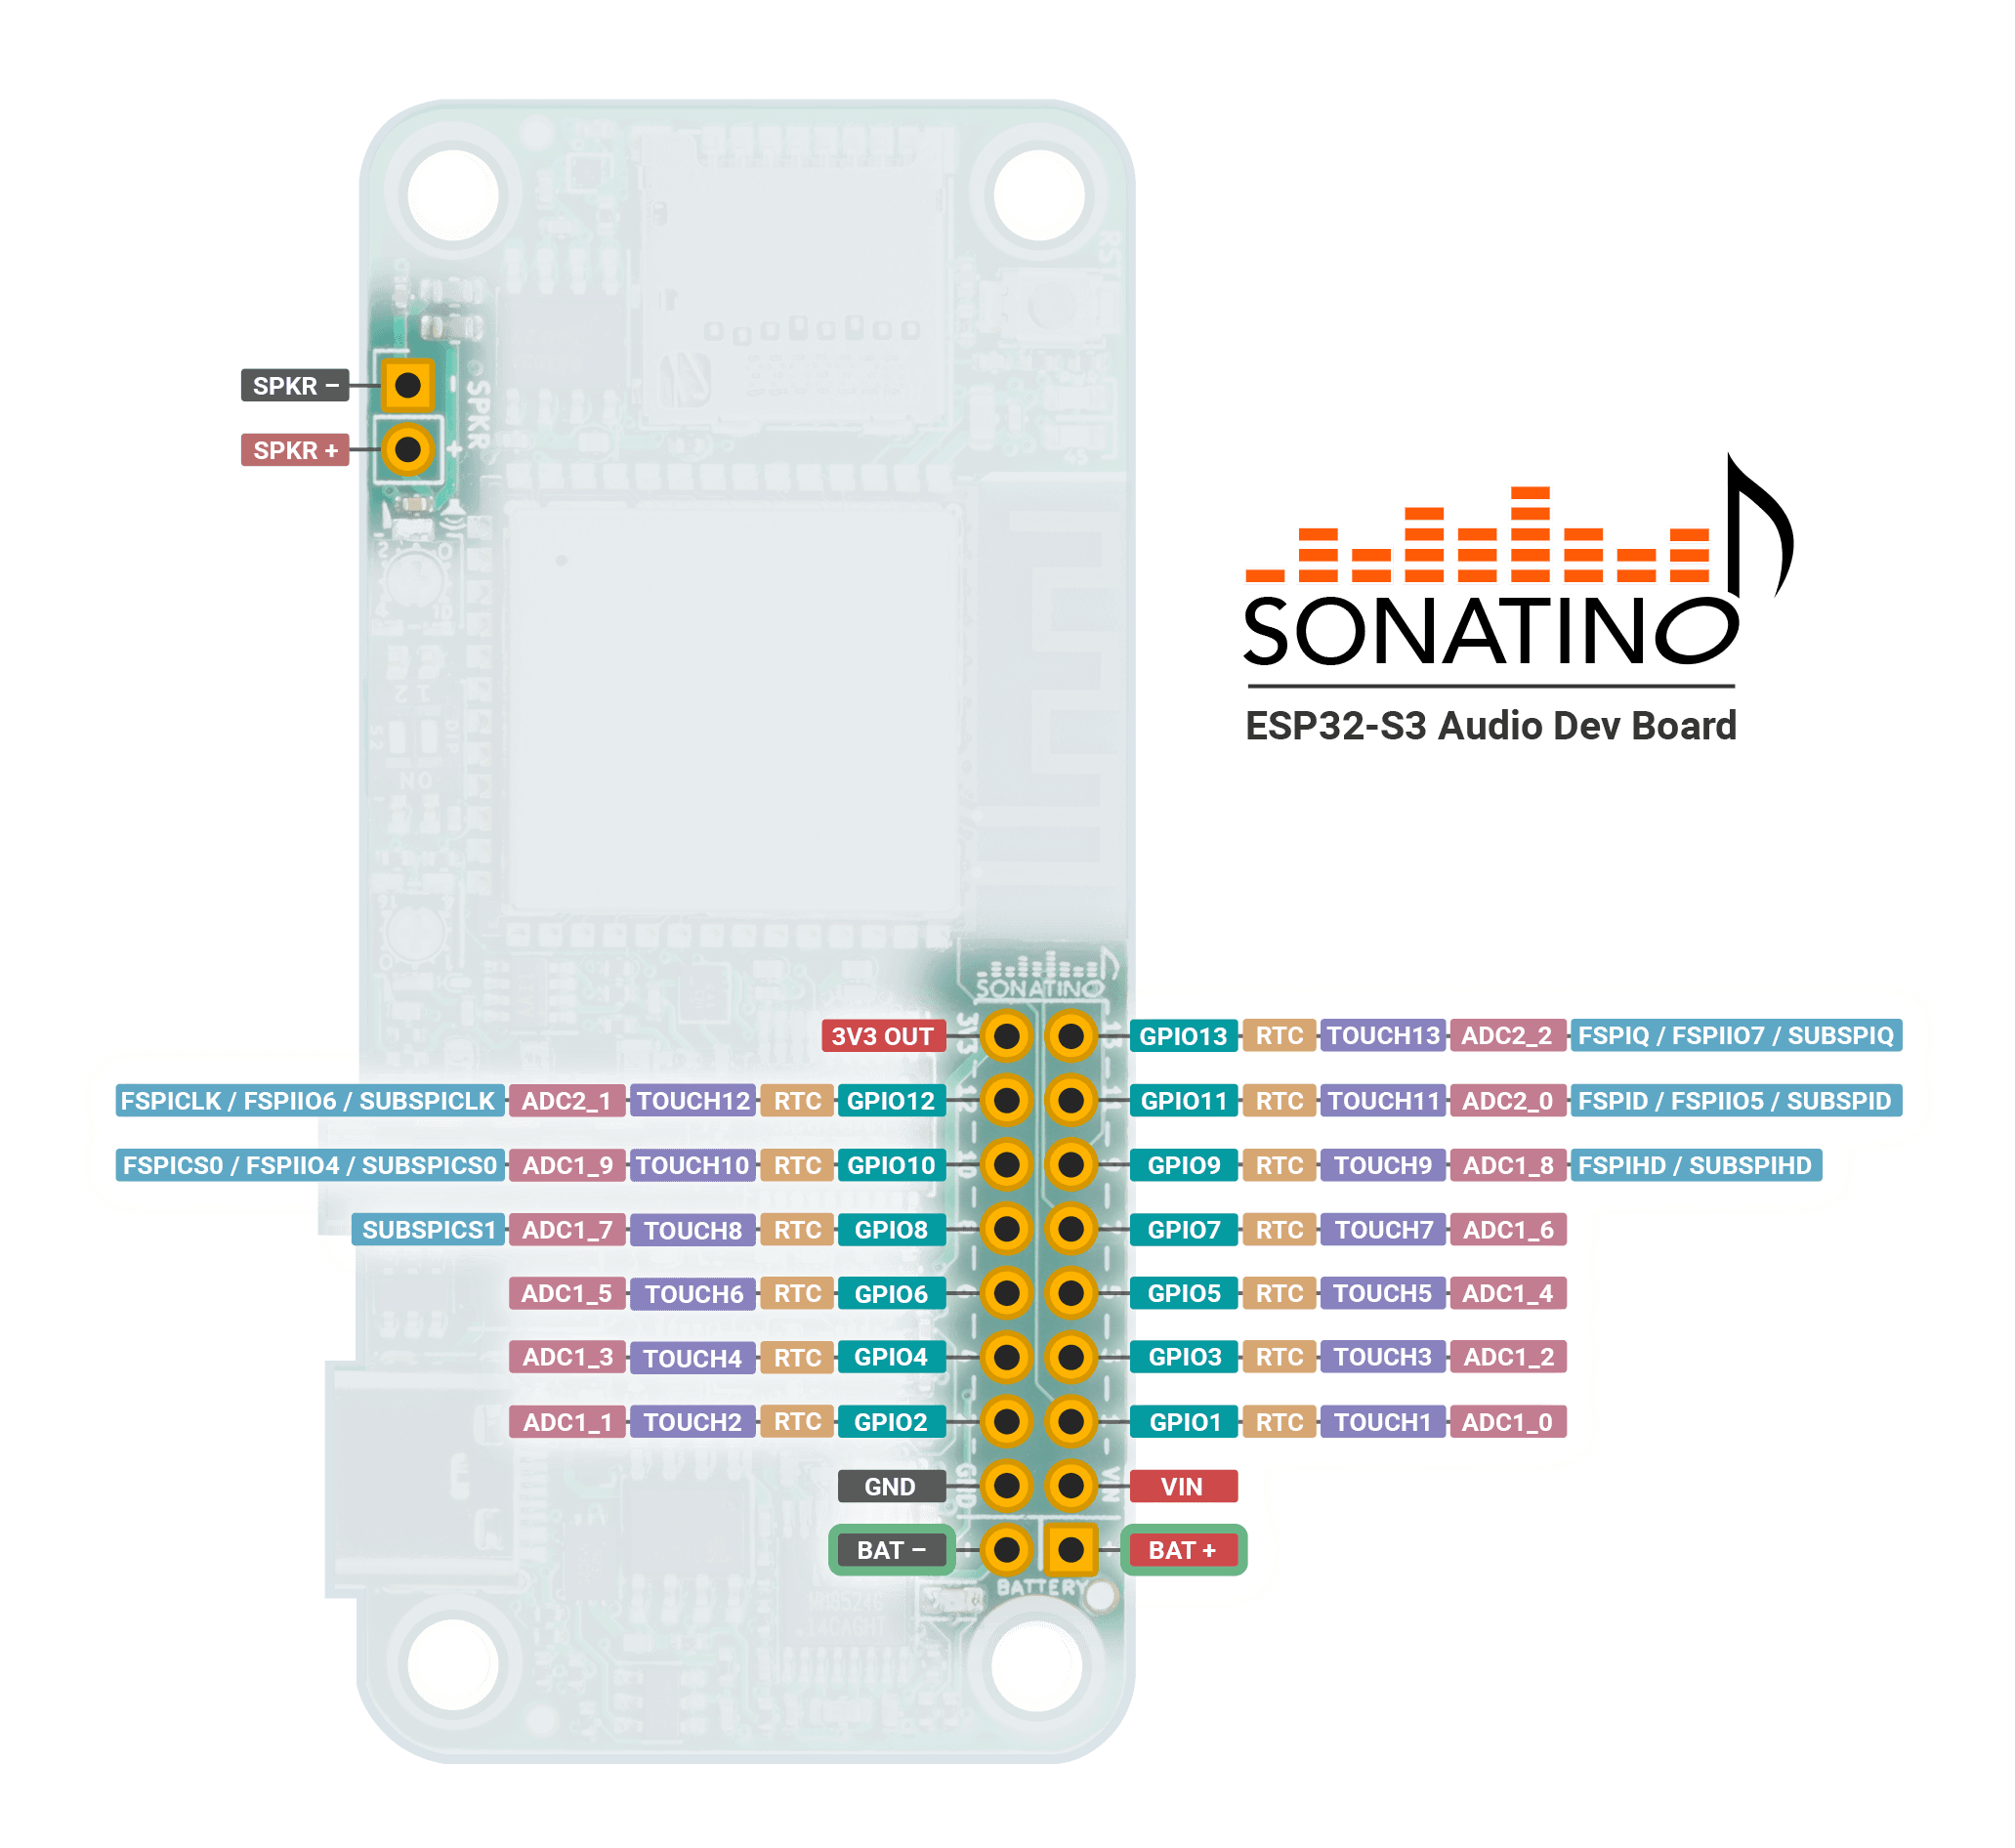 SPKR –
SPKR +
SPKR
RST
SONATINO
ESP32-S3 Audio Dev Board
SONATINO
3V3 OUT GPIO13 RTC TOUCH13 ADC2_2 FSPIQ / FSPIIO7 / SUBSPIQ
FSPICLK / FSPIIO6 / SUBSPICLK ADC2_1 TOUCH12 RTC GPIO12 GPIO11 RTC TOUCH11 ADC2_0 FSPID / FSPIIO5 / SUBSPID
FSPICS0 / FSPIIO4 / SUBSPICS0 ADC1_9 TOUCH10 RTC GPIO10 GPIO9 RTC TOUCH9 ADC1_8 FSPIHD / SUBSPIHD
SUBSPICS1 ADC1_7 TOUCH8 RTC GPIO8 GPIO7 RTC TOUCH7 ADC1_6
ADC1_5 TOUCH6 RTC GPIO6 GPIO5 RTC TOUCH5 ADC1_4
ADC1_3 TOUCH4 RTC GPIO4 GPIO3 RTC TOUCH3 ADC1_2
ADC1_1 TOUCH2 RTC GPIO2 GPIO1 RTC TOUCH1 ADC1_0
GND VIN
BAT – BAT +
BATTERY